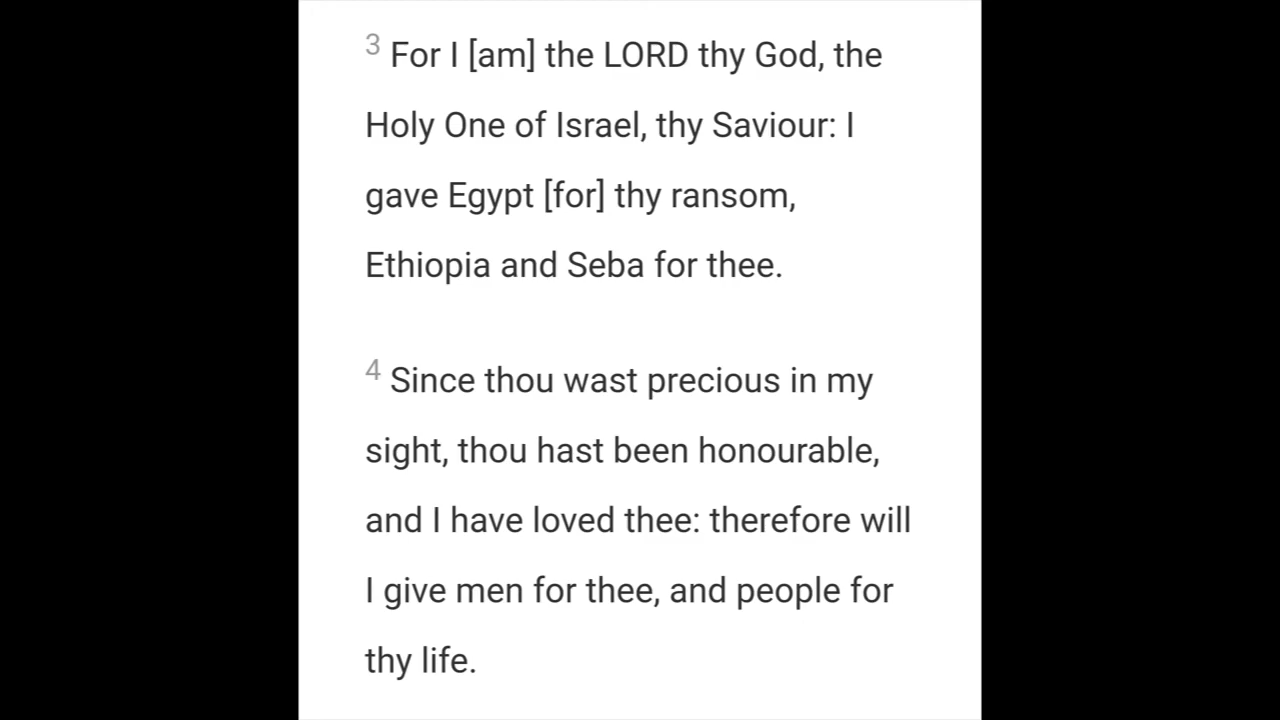 3 For I [am] the LORD thy God, the
Holy One of Israel, thy Saviour: I
gave Egypt [for] thy ransom,
Ethiopia and Seba for thee.
4 Since thou wast precious in my
sight, thou hast been honourable,
and I have loved thee: therefore will
I give men for thee, and people for
thy life.